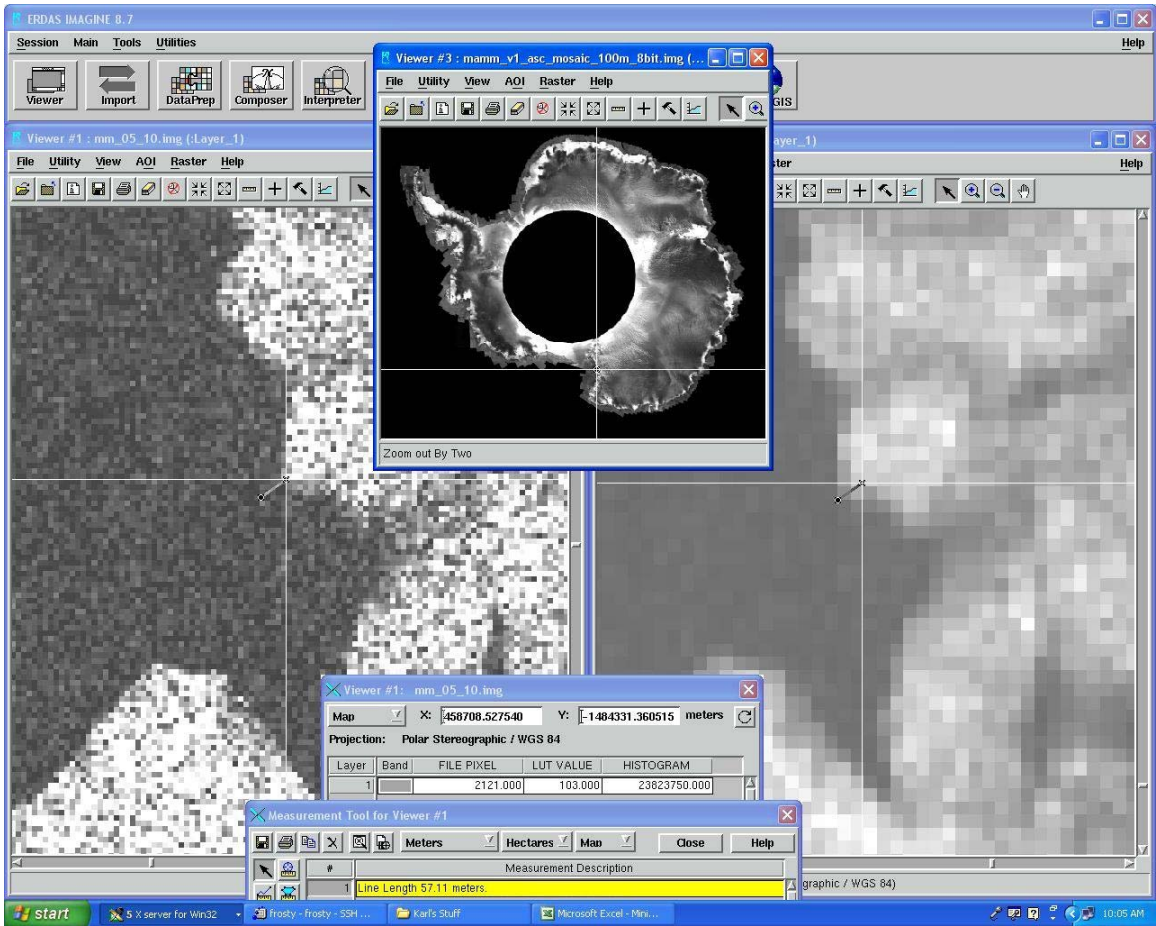 ERDAS IMAGINE 8.7
Session Main Tools Utilities Help
Viewer Import DataPrep Composer Interpreter GIS
Viewer #3 : mamm_v1_asc_mosaic_100m_8bit.img (...
File Utility View AOI Raster Help
Zoom out By Two
Viewer #1 : mm_05_10.img (:Layer_1)
File Utility View AOI Raster Help
ayer_1)
ster Help
Viewer #1: mm_05_10.img
Map X: 458708.527540 Y: -1484331.360515 meters
Projection: Polar Stereographic / WGS 84
Layer Band FILE PIXEL LUT VALUE HISTOGRAM
1 2121.000 103.000 23823750.000
Measurement Tool for Viewer #1
Meters Hectares Map Close Help
# Measurement Description
1 Line Length 57.11 meters.
graphic / WGS 84)
start 5 X server for Win32 frosty - frosty - SSH ... Karl's Stuff Microsoft Excel - Mini... 10:05 AM